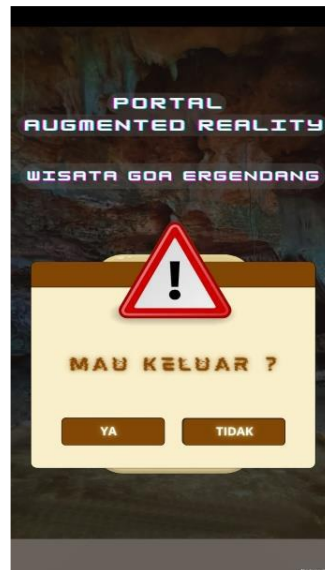 PORTAL
AUGMENTED REALITY
WISATA GOA ERGENDANG
!
MAU KELUAR ?
YA
TIDAK